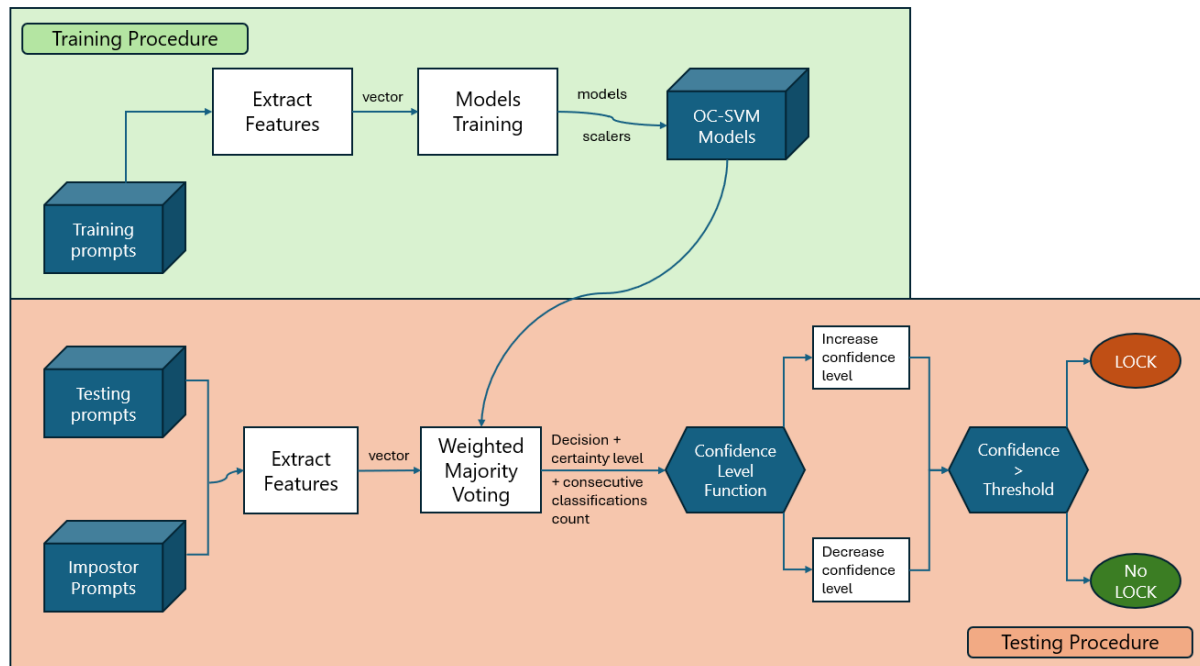 Training Procedure
Extract
Features
vector
Models
Training
models
scalers
OC-SVM
Models
Training
prompts
Testing
prompts
Impostor
Prompts
Extract
Features
vector
Weighted
Majority
Voting
Decision +
certainty level
+ consecutive
classifications
count
Confidence
Level
Function
Increase
confidence
level
Decrease
confidence
level
Confidence
>
Threshold
LOCK
No
LOCK
Testing Procedure